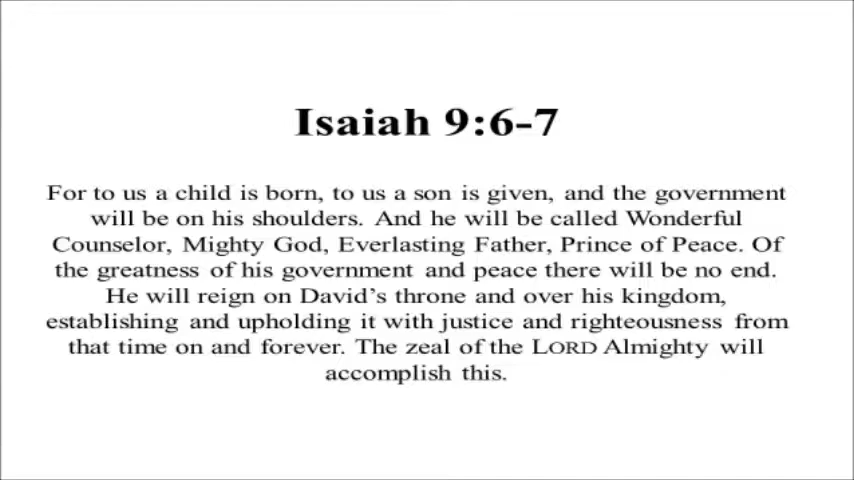 Isaiah 9:6-7
For to us a child is born, to us a son is given, and the government
will be on his shoulders. And he will be called Wonderful
Counselor, Mighty God, Everlasting Father, Prince of Peace. Of
the greatness of his government and peace there will be no end.
He will reign on David’s throne and over his kingdom,
establishing and upholding it with justice and righteousness from
that time on and forever. The zeal of the LORD Almighty will
accomplish this.